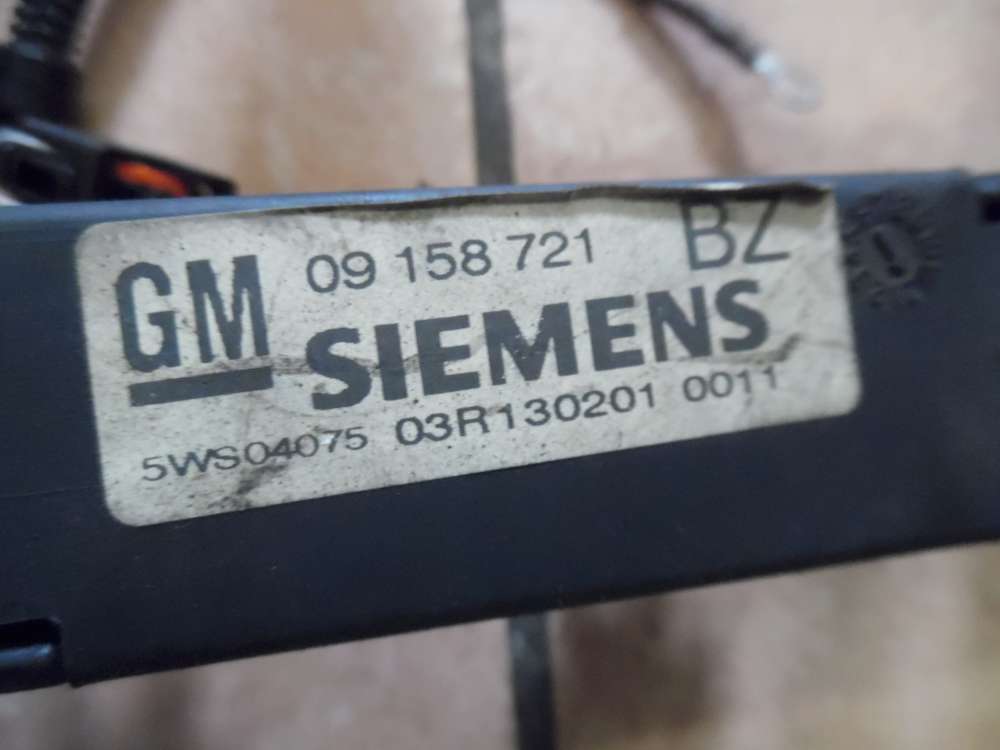 GM 09 158 721 BZ
SIEMENS
5WS04075 03R130201 0011